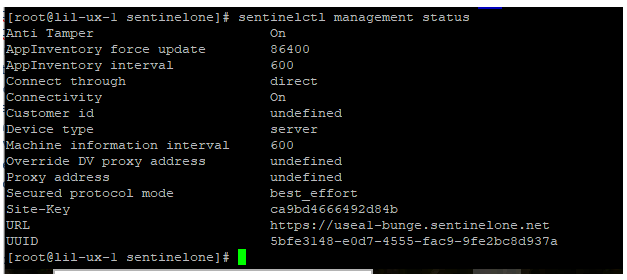 [root@lil-ux-1 sentinelone]# sentinelctl management status
Anti Tamper On
AppInventory force update 86400
AppInventory interval 600
Connect through direct
Connectivity On
Customer id undefined
Device type server
Machine information interval 600
Override DV proxy address undefined
Proxy address undefined
Secured protocol mode best_effort
Site-Key ca9bd4666492d84b
URL https://usea1-bunge.sentinelone.net
UUID 5bfe3148-e0d7-4555-fac9-9fe2bc8d937a
[root@lil-ux-1 sentinelone]#